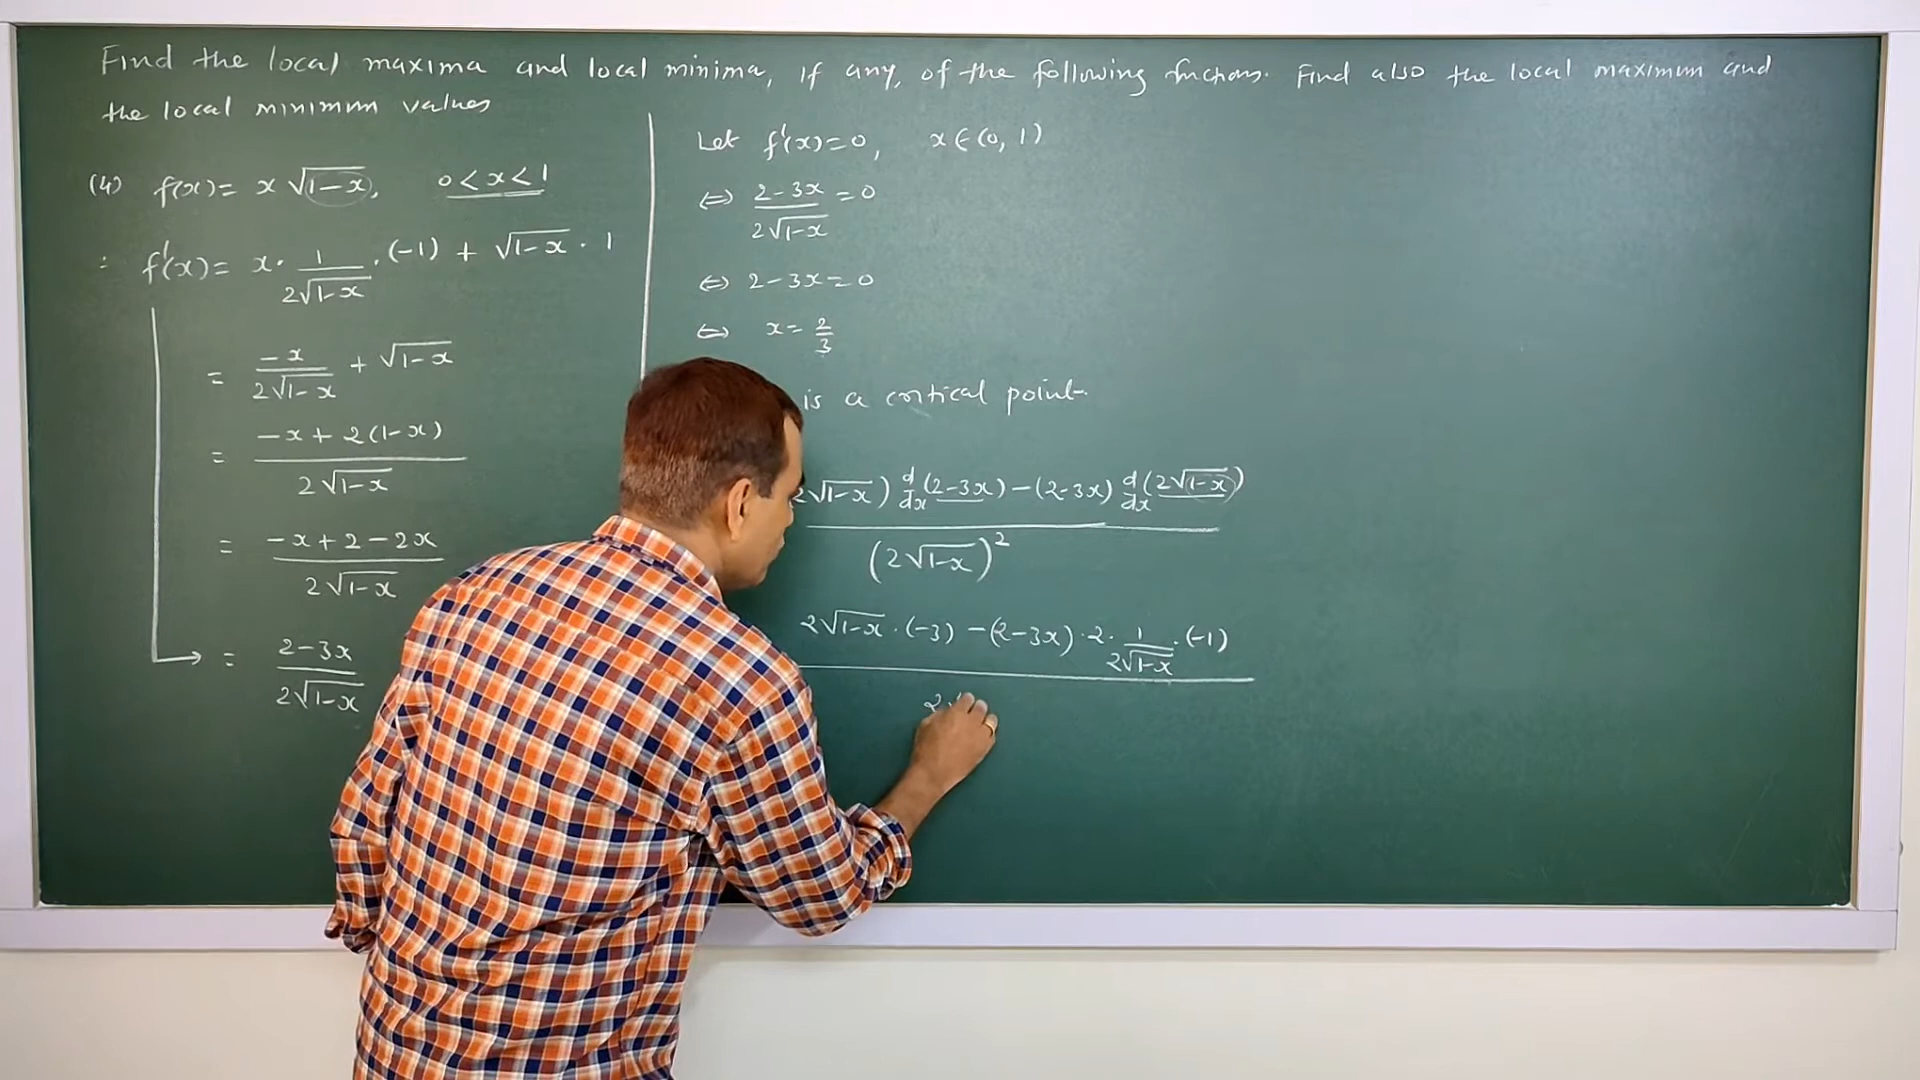 Find the local maxima and local minima, if any, of the following functions. Find also the local maximum and
the local minimum values
(4) f(x) = x √(1-x), 0 < x < 1
∴ f'(x) = x · 1/(2√(1-x)) · (-1) + √(1-x) · 1
= -x/(2√(1-x)) + √(1-x)
= (-x + 2(1-x))/(2√(1-x))
= (-x + 2 - 2x)/(2√(1-x))
= (2-3x)/(2√(1-x))
Let f'(x) = 0, x ∈ (0, 1)
⇔ (2-3x)/(2√(1-x)) = 0
⇔ 2-3x = 0
⇔ x = 2/3
is a critical point.
2√(1-x)) d/dx (2-3x) - (2-3x) d/dx (2√(1-x))
(2√(1-x))²
2√(1-x) · (-3) - (2-3x) · 2 · 1/(2√(1-x)) · (-1)
2